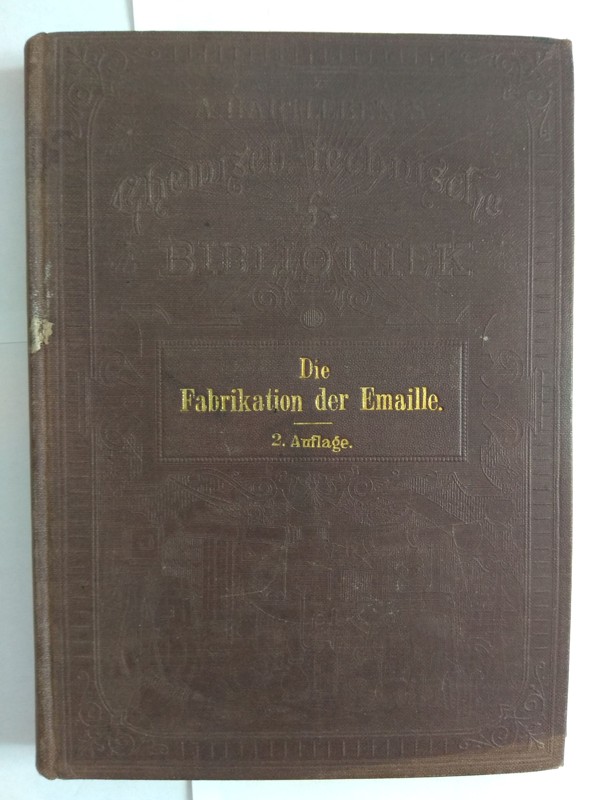 A. HARTLEBEN'S
Chemisch-technische
BIBLIOTHEK
Die
Fabrikation der Emaille.
2. Auflage.